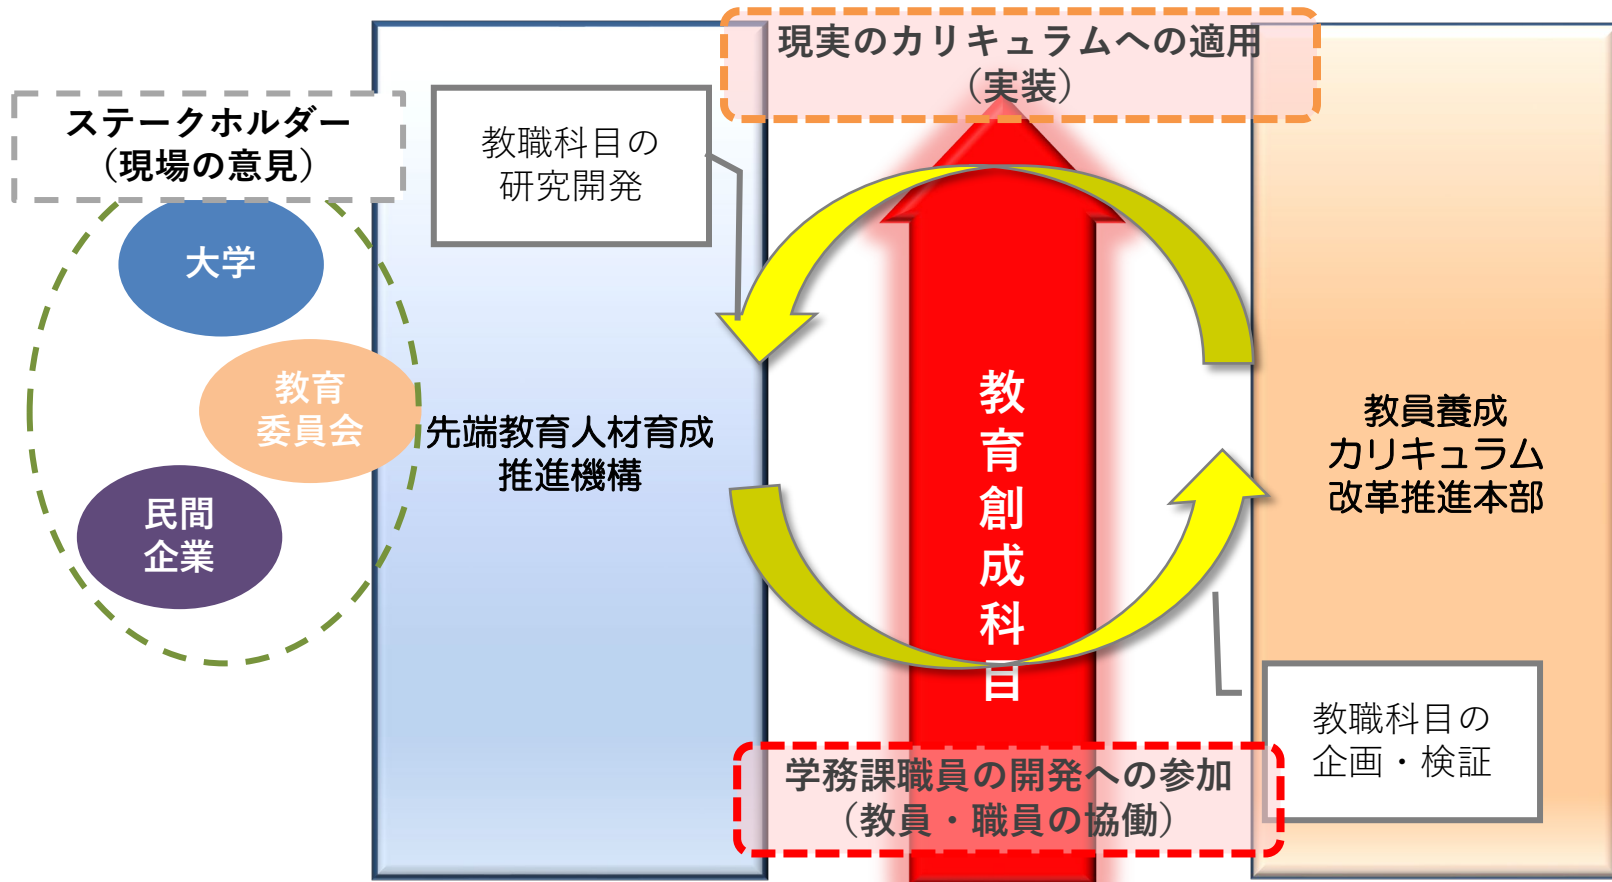 現実のカリキュラムへの適用
（実装）
ステークホルダー
（現場の意見）
教職科目の
研究開発
大学
教育
委員会
民間
企業
先端教育人材育成
推進機構
教育創成科目
教員養成
カリキュラム
改革推進本部
教職科目の
企画・検証
学務課職員の開発への参加
（教員・職員の協働）